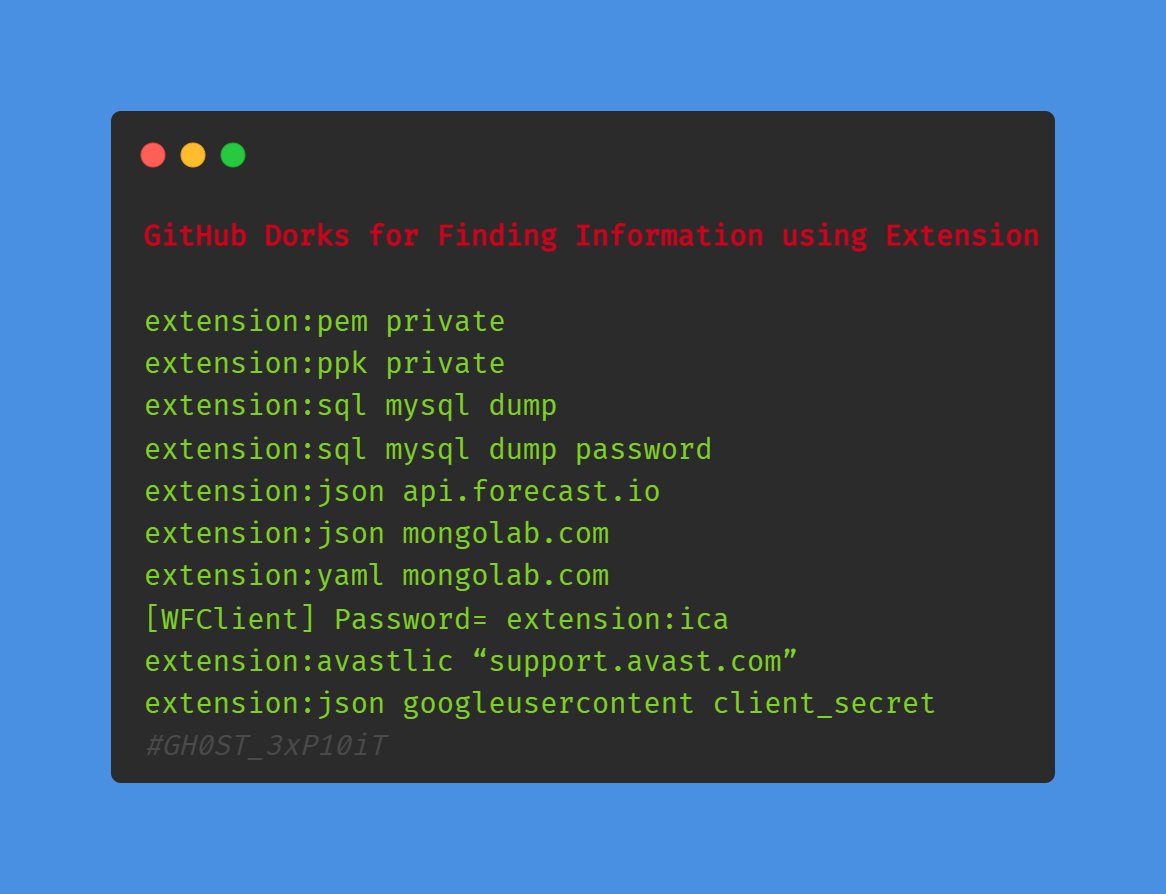 GitHub Dorks for Finding Information using Extension
extension:pem private
extension:ppk private
extension:sql mysql dump
extension:sql mysql dump password
extension:json api.forecast.io
extension:json mongolab.com
extension:yaml mongolab.com
[WFClient] Password= extension:ica
extension:avastlic “support.avast.com”
extension:json googleusercontent client_secret
#GH0ST_3xP10iT